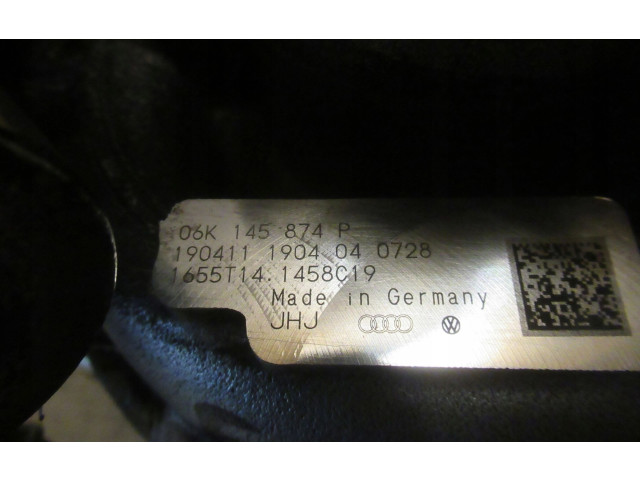 06K 145 874 P
190411 1904 04 0728
1655T14.1458C19
Made in Germany
JHJ